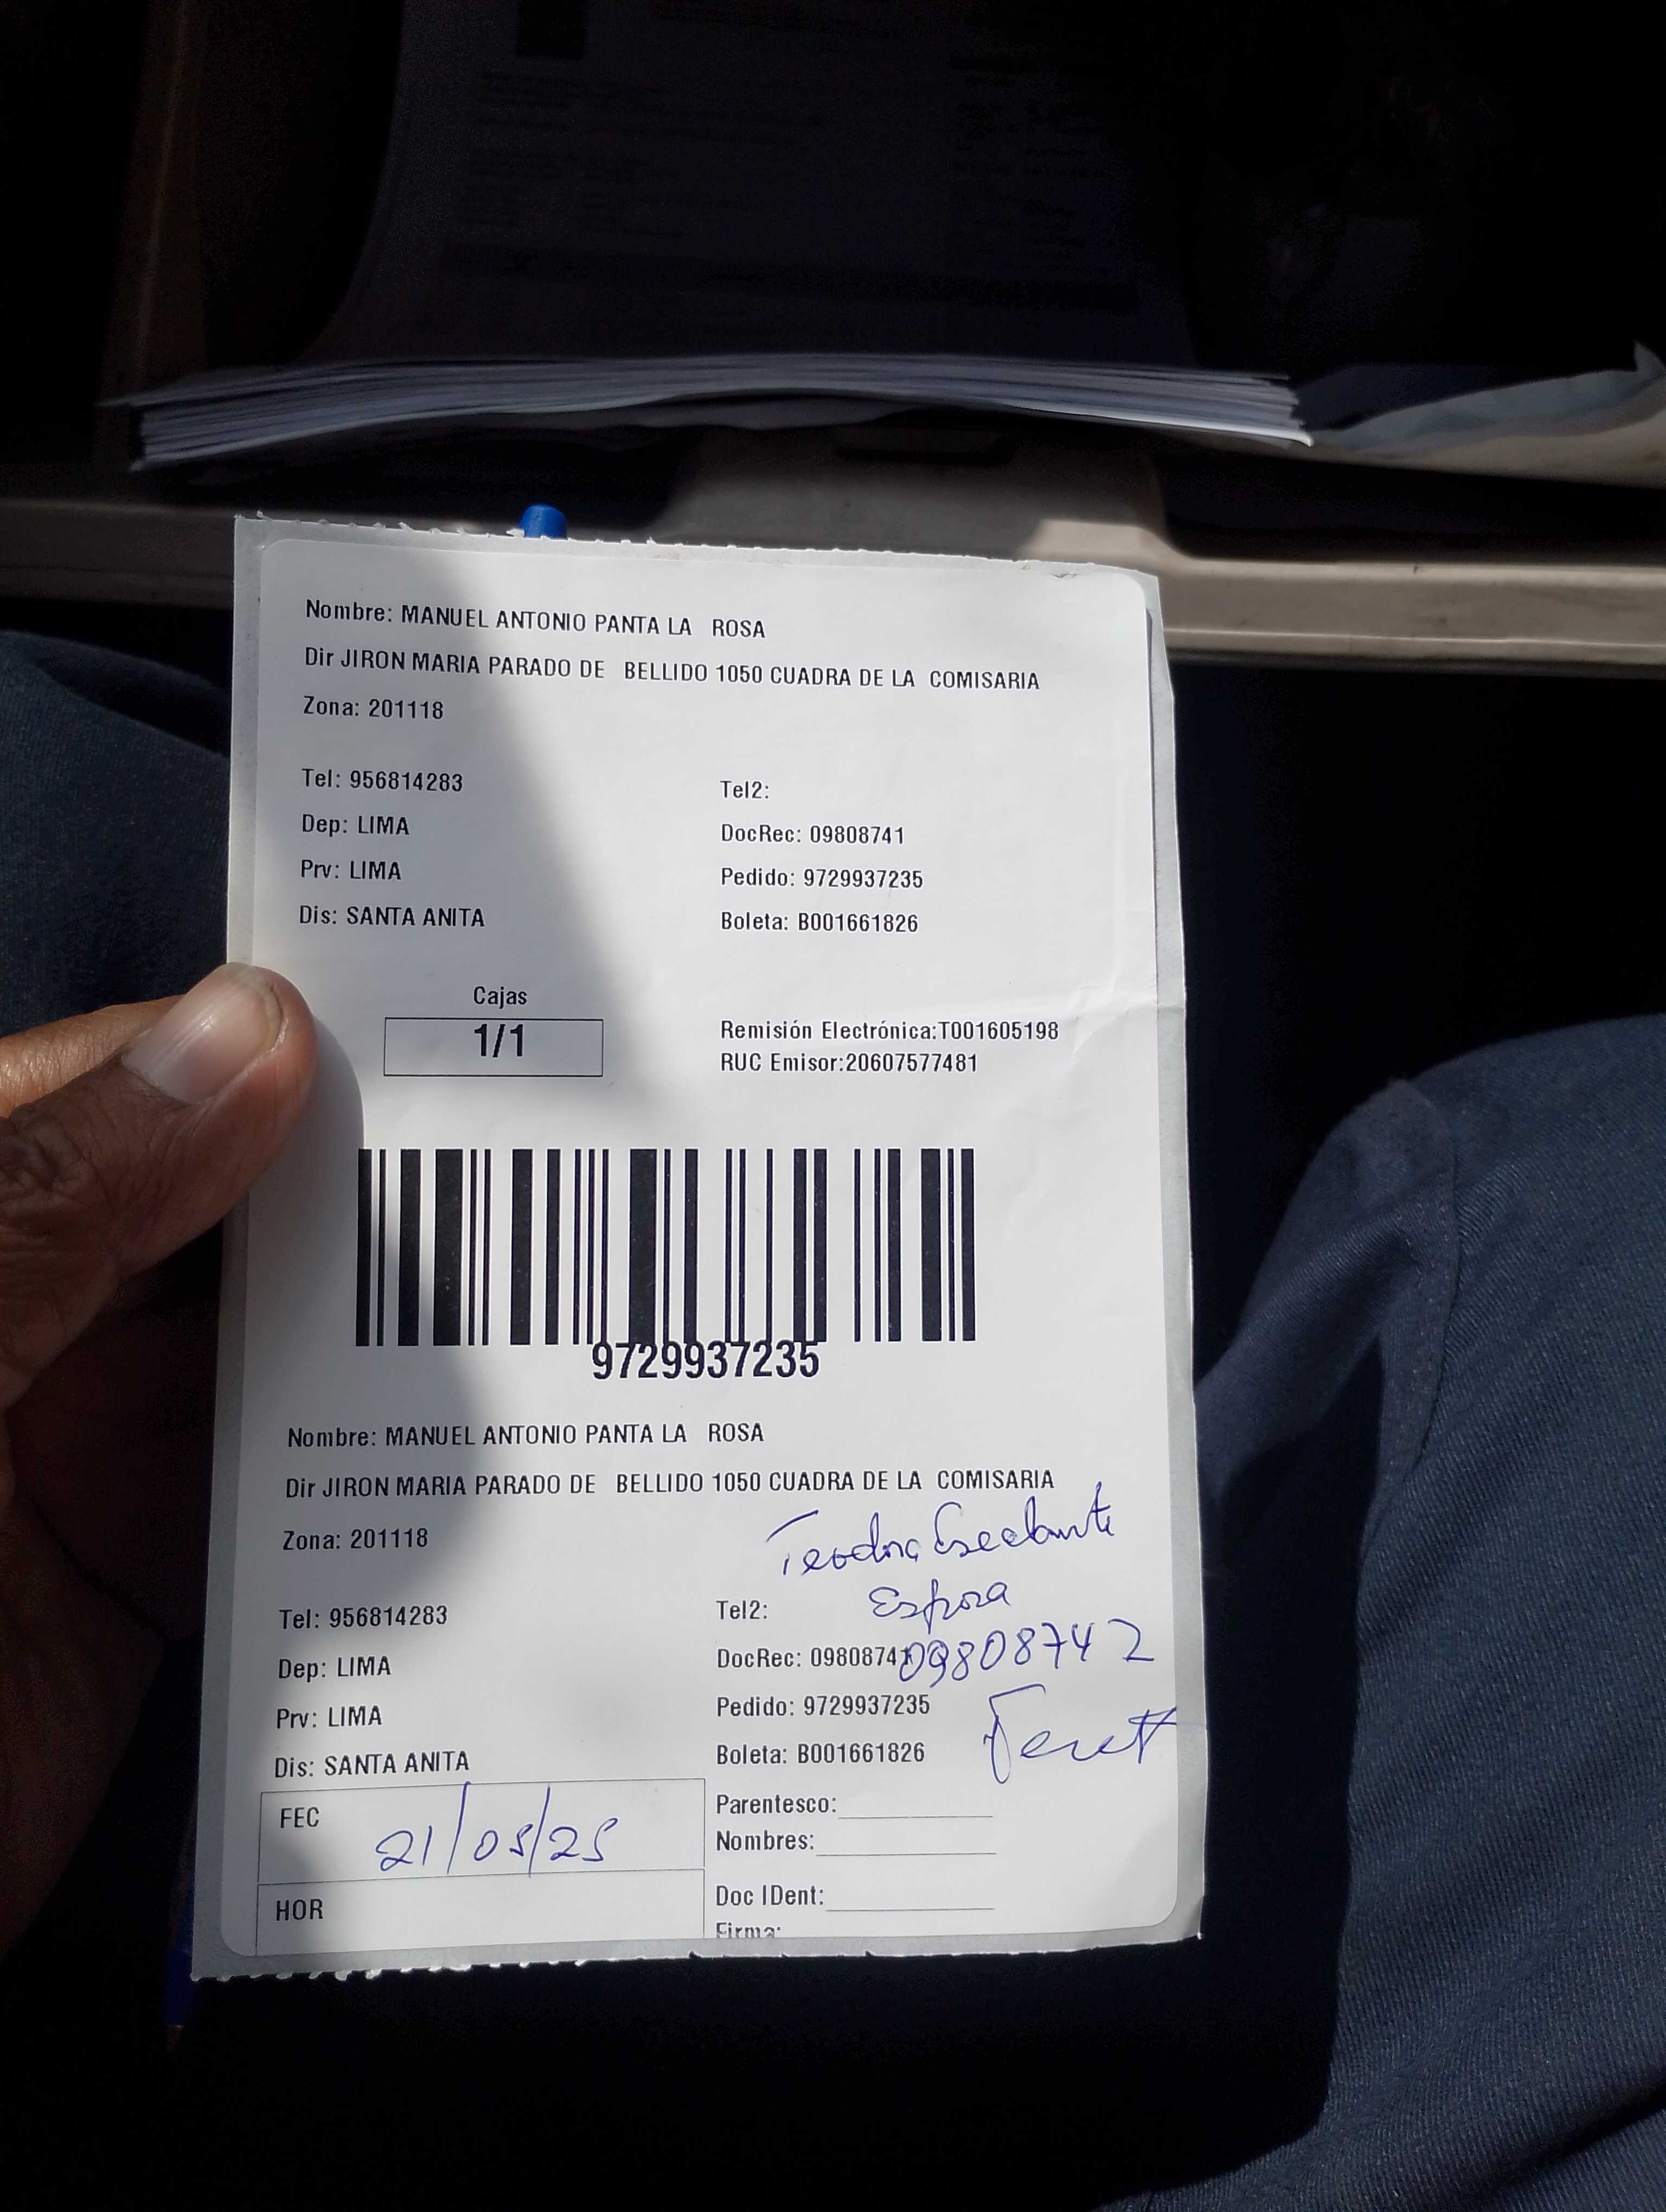 Nombre: MANUEL ANTONIO PANTA LA ROSA
Dir JIRON MARIA PARADO DE BELLIDO 1050 CUADRA DE LA COMISARIA
Zona: 201118
Tel: 956814283
Tel2:
Dep: LIMA
DocRec: 09808741
Prv: LIMA
Pedido: 9729937235
Dis: SANTA ANITA
Boleta: B001661826
Cajas
1/1
Remisión Electrónica:T001605198
RUC Emisor:20607577481
9729937235
Nombre: MANUEL ANTONIO PANTA LA ROSA
Dir JIRON MARIA PARADO DE BELLIDO 1050 CUADRA DE LA COMISARIA
Zona: 201118
Teodora Escalante
Esposa
Tel: 956814283
Tel2:
Dep: LIMA
DocRec: 09808741
09808742
Prv: LIMA
Pedido: 9729937235
Dis: SANTA ANITA
Boleta: B001661826
FEC
21/05/25
HOR
Parentesco:
Nombres:
Doc IDent:
Firma: